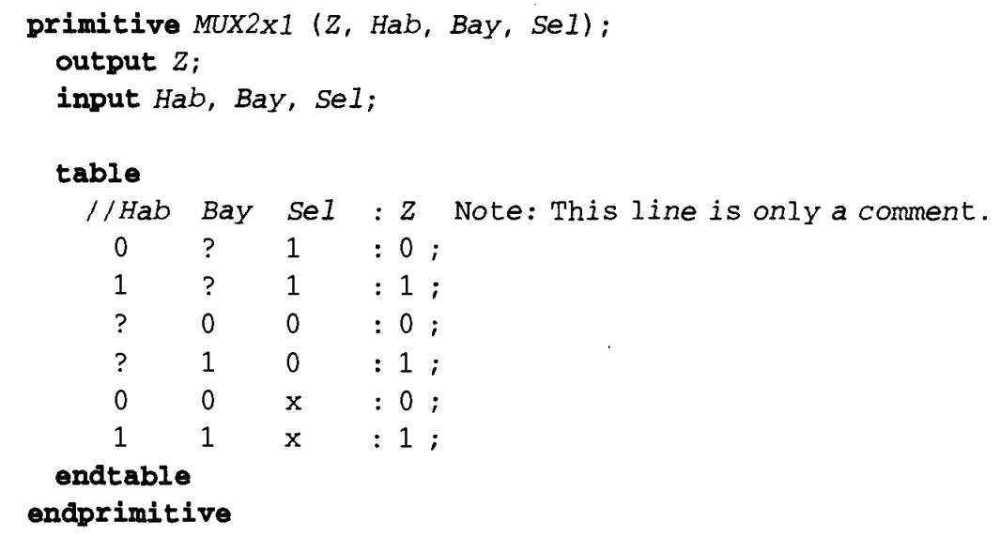 primitive MUX2x1 (Z, Hab, Bay, Sel);
output Z;
input Hab, Bay, Sel;
table
//Hab Bay Sel : Z Note: This line is only a comment.
0 ? 1 : 0 ;
1 ? 1 : 1 ;
? 0 0 : 0 ;
? 1 0 : 1 ;
0 0 x : 0 ;
1 1 x : 1 ;
endtable
endprimitive